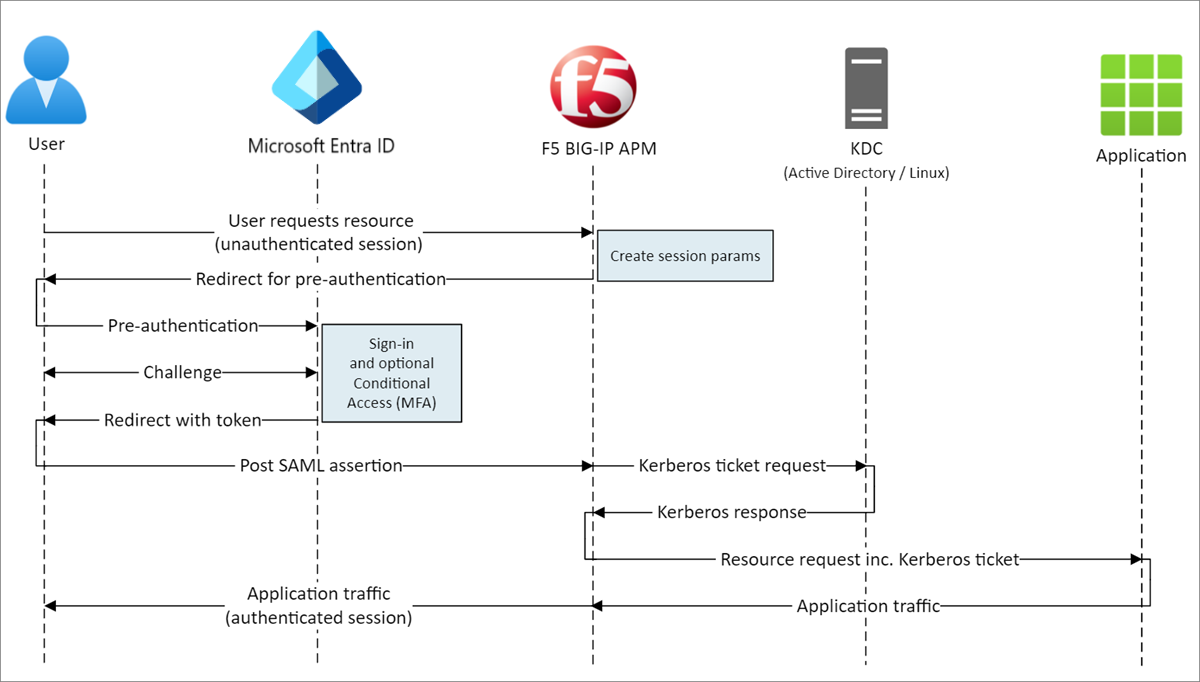 f5
User
Microsoft Entra ID
F5 BIG-IP APM
KDC
(Active Directory / Linux)
Application
User requests resource
(unauthenticated session)
Create session params
Redirect for pre-authentication
Pre-authentication
Sign-in
and optional
Conditional
Access (MFA)
Challenge
Redirect with token
Post SAML assertion
Kerberos ticket request
Kerberos response
Resource request inc. Kerberos ticket
Application traffic
(authenticated session)
Application traffic